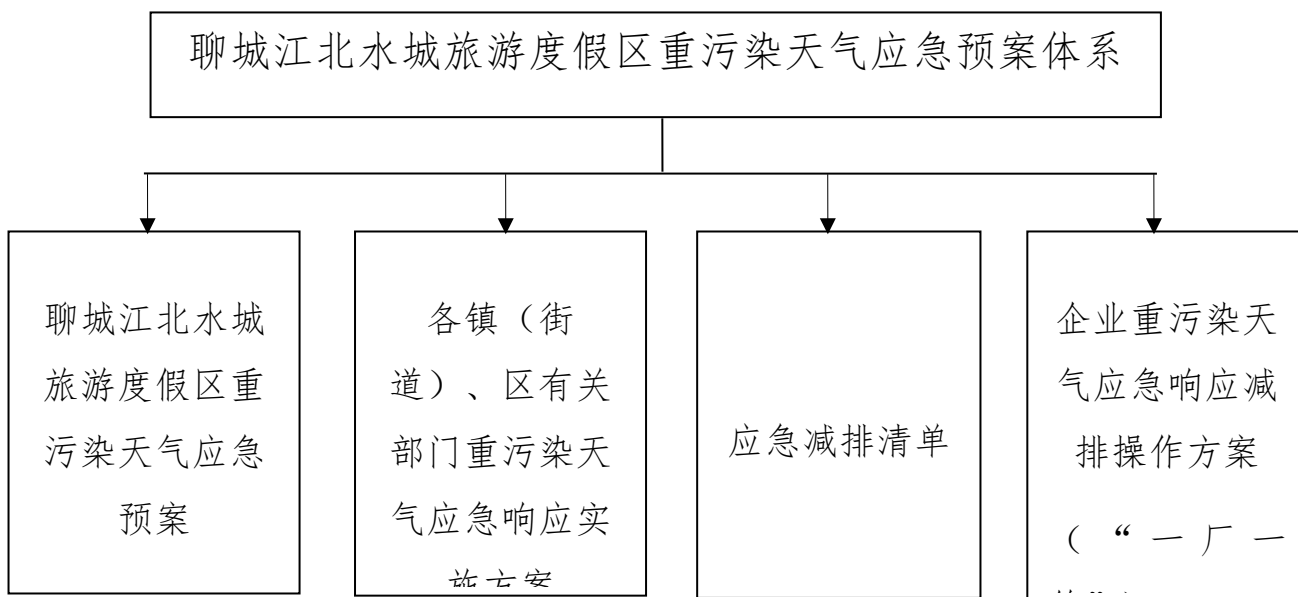 聊城江北水城旅游度假区重污染天气应急预案体系
聊城江北水城
旅游度假区重
污染天气应急
预案
各镇（街
道）、区有关
部门重污染天
气应急响应实
施方案
应急减排清单
企业重污染天
气应急响应减
排操作方案
（“一厂一